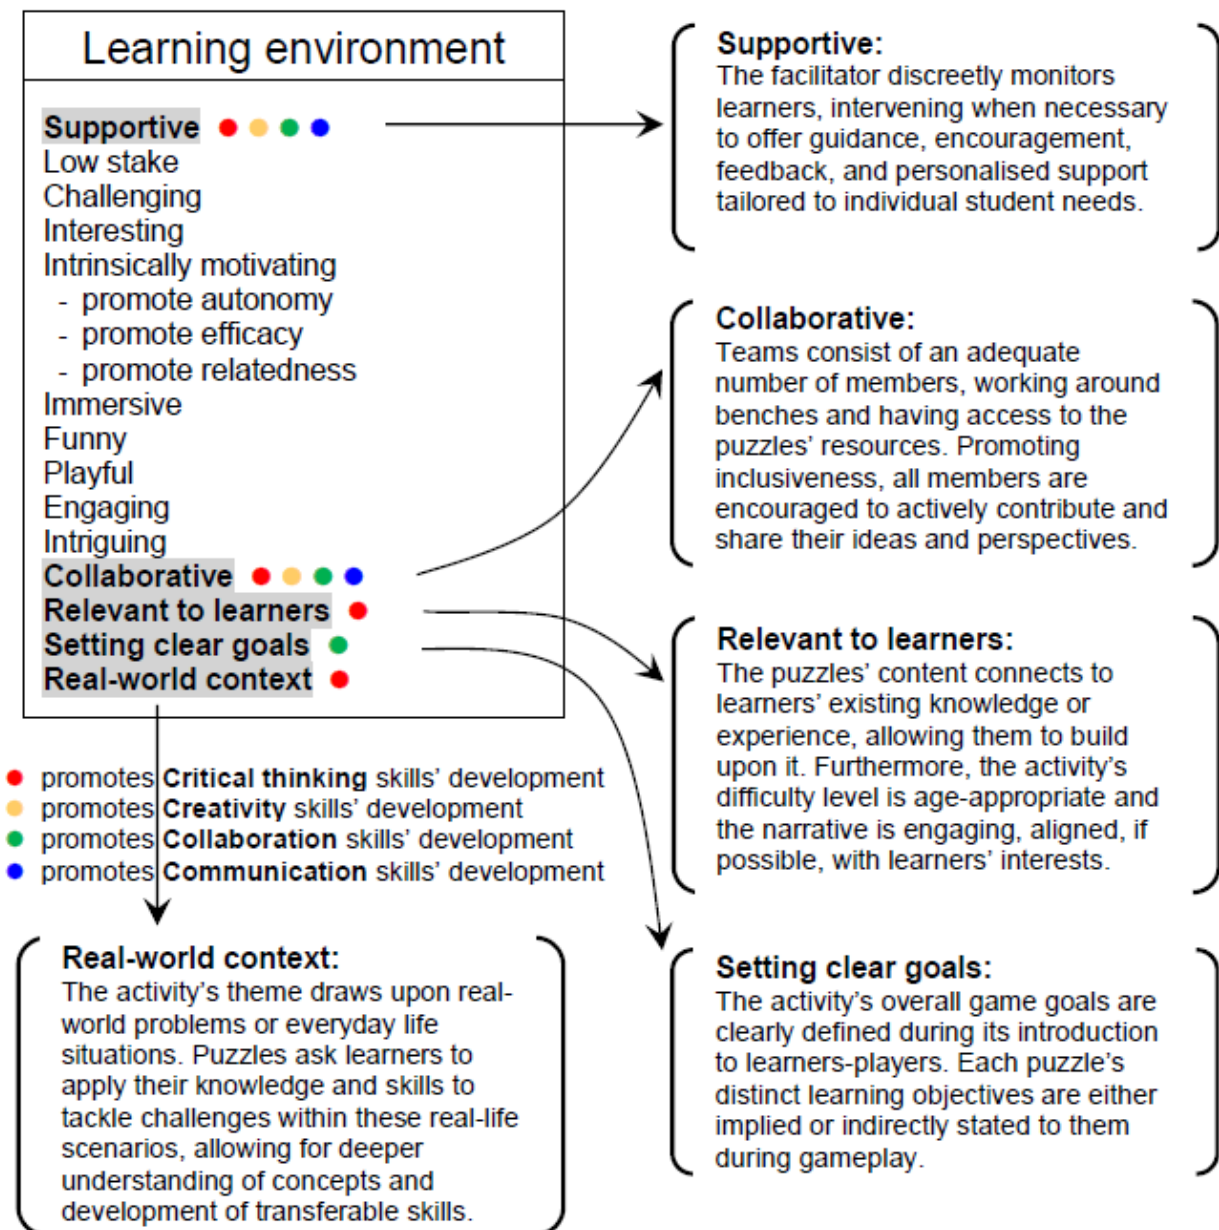 Learning environment
Supportive
Low stake
Challenging
Interesting
Intrinsically motivating
- promote autonomy
- promote efficacy
- promote relatedness
Immersive
Funny
Playful
Engaging
Intriguing
Collaborative
Relevant to learners
Setting clear goals
Real-world context
promotes Critical thinking skills' development
promotes Creativity skills' development
promotes Collaboration skills' development
promotes Communication skills' development
Real-world context:
The activity's theme draws upon real-
world problems or everyday life
situations. Puzzles ask learners to
apply their knowledge and skills to
tackle challenges within these real-life
scenarios, allowing for deeper
understanding of concepts and
development of transferable skills.
Supportive:
The facilitator discreetly monitors
learners, intervening when necessary
to offer guidance, encouragement,
feedback, and personalised support
tailored to individual student needs.
Collaborative:
Teams consist of an adequate
number of members, working around
benches and having access to the
puzzles' resources. Promoting
inclusiveness, all members are
encouraged to actively contribute and
share their ideas and perspectives.
Relevant to learners:
The puzzles' content connects to
learners' existing knowledge or
experience, allowing them to build
upon it. Furthermore, the activity's
difficulty level is age-appropriate and
the narrative is engaging, aligned, if
possible, with learners' interests.
Setting clear goals:
The activity's overall game goals are
clearly defined during its introduction
to learners-players. Each puzzle's
distinct learning objectives are either
implied or indirectly stated to them
during gameplay.